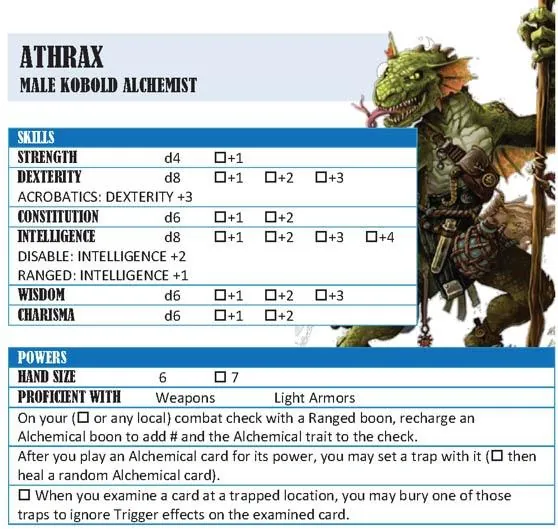 ATHRAX
MALE KOBOLD ALCHEMIST
SKILLS
STRENGTH d4 ☐+1
DEXTERITY d8 ☐+1 ☐+2 ☐+3
ACROBATICS: DEXTERITY +3
CONSTITUTION d6 ☐+1 ☐+2
INTELLIGENCE d8 ☐+1 ☐+2 ☐+3 ☐+4
DISABLE: INTELLIGENCE +2
RANGED: INTELLIGENCE +1
WISDOM d6 ☐+1 ☐+2 ☐+3
CHARISMA d6 ☐+1 ☐+2
POWERS
HAND SIZE 6 ☐ 7
PROFICIENT WITH Weapons Light Armors
On your (☐ or any local) combat check with a Ranged boon, recharge an
Alchemical boon to add # and the Alchemical trait to the check.
After you play an Alchemical card for its power, you may set a trap with it (☐ then
heal a random Alchemical card).
☐ When you examine a card at a trapped location, you may bury one of those
traps to ignore Trigger effects on the examined card.